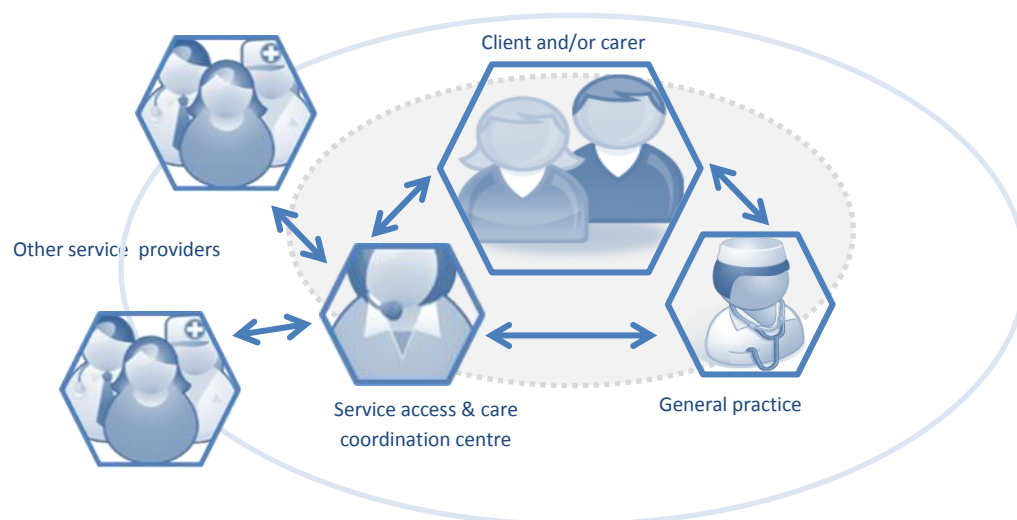 Client and/or carer
Other service providers
Service access & care
coordination centre
General practice